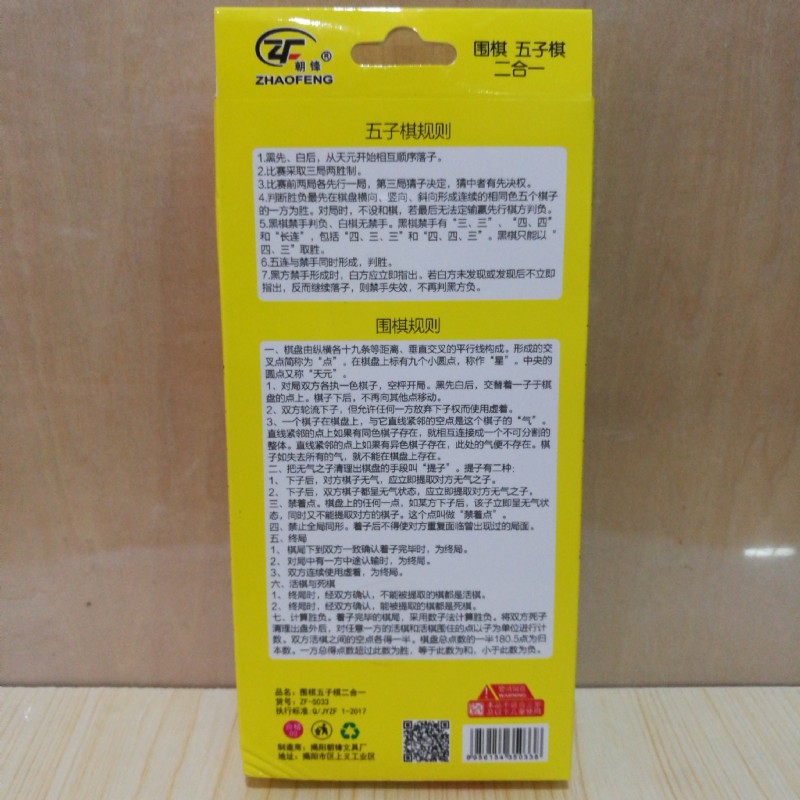 ZF
朝锋®
ZHAOFENG
围棋 五子棋
二合一
五子棋规则
1.黑先、白后，从天元开始相互顺序落子。
2.比赛采取三局两胜制。
3.比赛前两局各先行一局，第三局猜子决定，猜中者有先决权。
4.判断胜负最先在棋盘横向、竖向、斜向形成连续的相同色五个棋子
的一方为胜。对局时，不设和棋，若最后无法定输赢先行棋方判负。
5.黑棋禁手判负、白棋无禁手。黑棋禁手有“三、三”、“四、四”
和“长连”，包括“四、三、三”和“四、四、三”。黑棋只能以“
四、三”取胜。
6.五连与禁手同时形成，判胜。
7.黑方禁手形成时，白方应立即指出，若白方未发现或发现后不立即
指出，反而继续落子，则禁手失效，不再判黑方负。
围棋规则
一、棋盘由纵横各十九条等距离、垂直交叉的平行线构成。形成的交
叉点简称为“点”。在棋盘上标有九个小圆点，称作“星”。中央的
圆点又称“天元”。
1、对局双方各执一色棋子，空枰开局。黑先白后，交替着一子于棋
盘的点上。棋子下后，不再向其他点移动。
2、双方轮流下子，但允许任何一方放弃下子权而使用虚着。
3、一个棋子在棋盘上，与它直线紧邻的空点是这个棋子的“气”。
直线紧邻的点上如果有同色棋子存在，就相互连接成一个不可分割的
整体。直线紧邻的点上如果有异色棋子存在，此处的气便不存在。棋
子如失去所有的气，就不能在棋盘上存在。
二、把无气之子清理出棋盘的手段叫“提子”。提子有二种：
1、下子后，对方棋子无气，应立即提取对方无气之子。
2、下子后，双方棋子都呈无气状态，应立即提取对方无气之子。
三、禁着点。棋盘上的任何一点，如某方下子后，该子立即呈无气状
态，同时又不能提取对方的棋子。这个点叫做“禁着点”。
四、禁止全局同形。着子后不得使对方重复面临曾出现过的局面。
五、终局
1、棋局下到双方一致确认着子完毕时，为终局。
2、对局中有一方中途认输时，为终局。
3、双方连续使用虚着，为终局。
六、活棋与死棋
1、终局时，经双方确认，不能被提取的棋都是活棋。
2、终局时，经双方确认，能被提取的棋都是死棋。
七、计算胜负。着子完毕的棋局，采用数子法计算胜负。将双方死子
清理出盘外后，对任意一方的活棋和活棋围住的点以子为单位进行计
数。双方活棋之间的空点各得一半。棋盘总点数的一半180.5点为归
本数。一方总得点数超过此数为胜，等于此数为和，小于此数为负。
品名：围棋五子棋二合一
货号：ZF-5033
执行标准 Q/JYZF 1-2017
合格
制造商：揭阳朝锋文具厂
地址：揭阳市区上义工业区
警示标志
WARNING